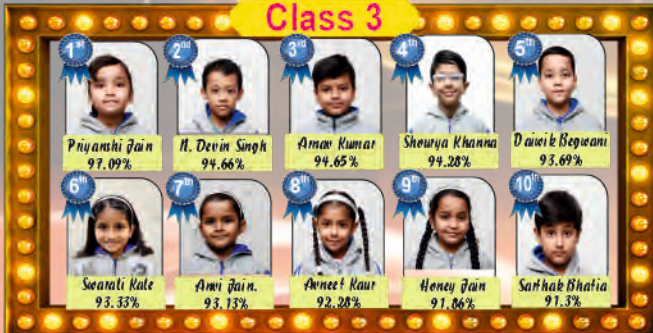 Class 3
1st 2nd 3rd 4th 5th
Priyanshi Jain N. Devin Singh Arnav Kumar Shourya Khanna Daiwik Begwani
97.09% 94.66% 94.65% 94.28% 93.69%
6th 7th 8th 9th 10th
Swarali Kale Anvi Jain. Avneet Kaur Honey Jain Sarthak Bhatia
93.33% 93.13% 92.28% 91.86% 91.3%